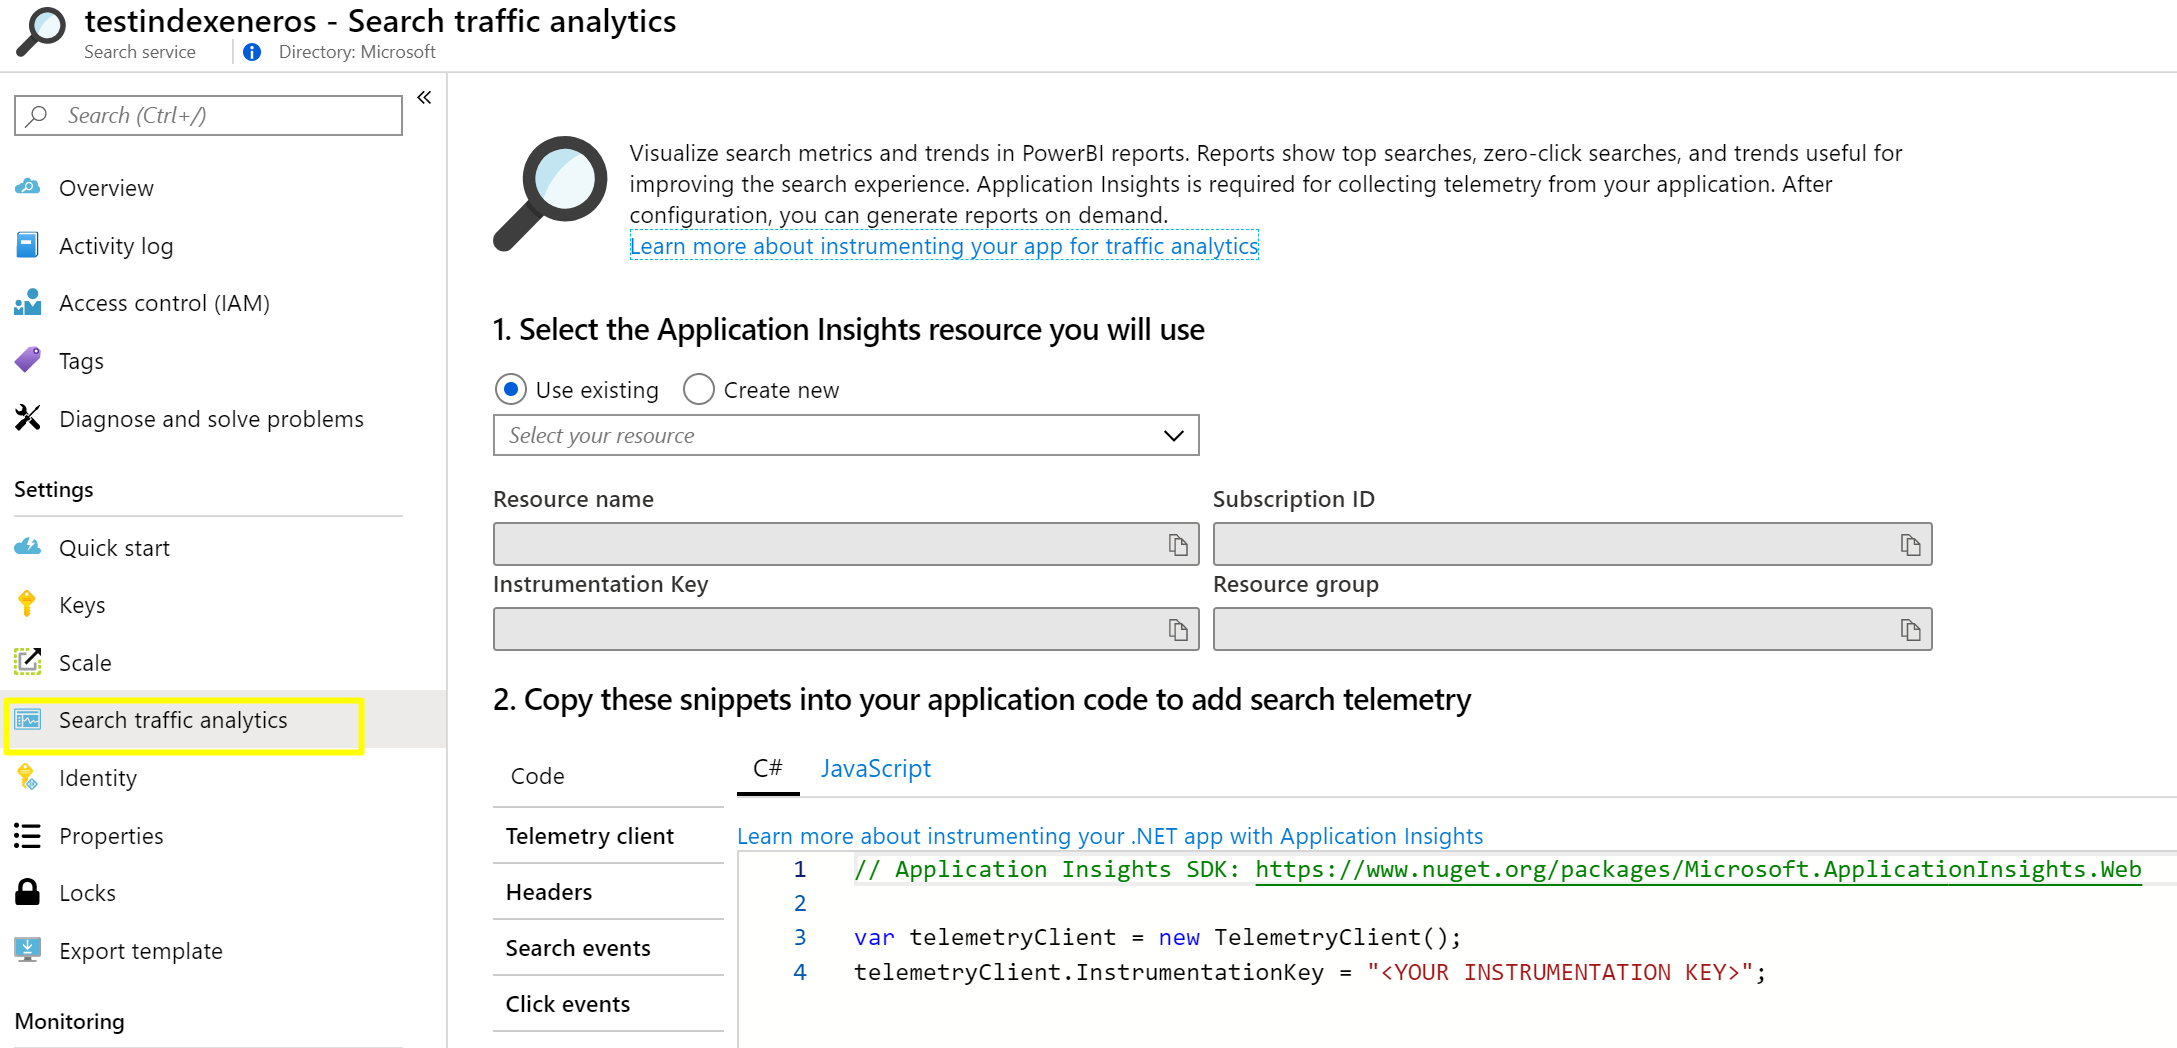 testindexeneros - Search traffic analytics
Search service
Directory: Microsoft
Search (Ctrl+/)
«
Overview
Activity log
Access control (IAM)
Tags
Diagnose and solve problems
Settings
Quick start
Keys
Scale
Search traffic analytics
Identity
Properties
Locks
Export template
Monitoring
Visualize search metrics and trends in PowerBI reports. Reports show top searches, zero-click searches, and trends useful for
improving the search experience. Application Insights is required for collecting telemetry from your application. After
configuration, you can generate reports on demand.
Learn more about instrumenting your app for traffic analytics
1. Select the Application Insights resource you will use
Use existing
Create new
Select your resource
Resource name
Subscription ID
Instrumentation Key
Resource group
2. Copy these snippets into your application code to add search telemetry
Code
Telemetry client
Headers
Search events
Click events
C#
JavaScript
Learn more about instrumenting your .NET app with Application Insights
1 // Application Insights SDK: https://www.nuget.org/packages/Microsoft.ApplicationInsights.Web
2
3 var telemetryClient = new TelemetryClient();
4 telemetryClient.InstrumentationKey = "<YOUR INSTRUMENTATION KEY>";